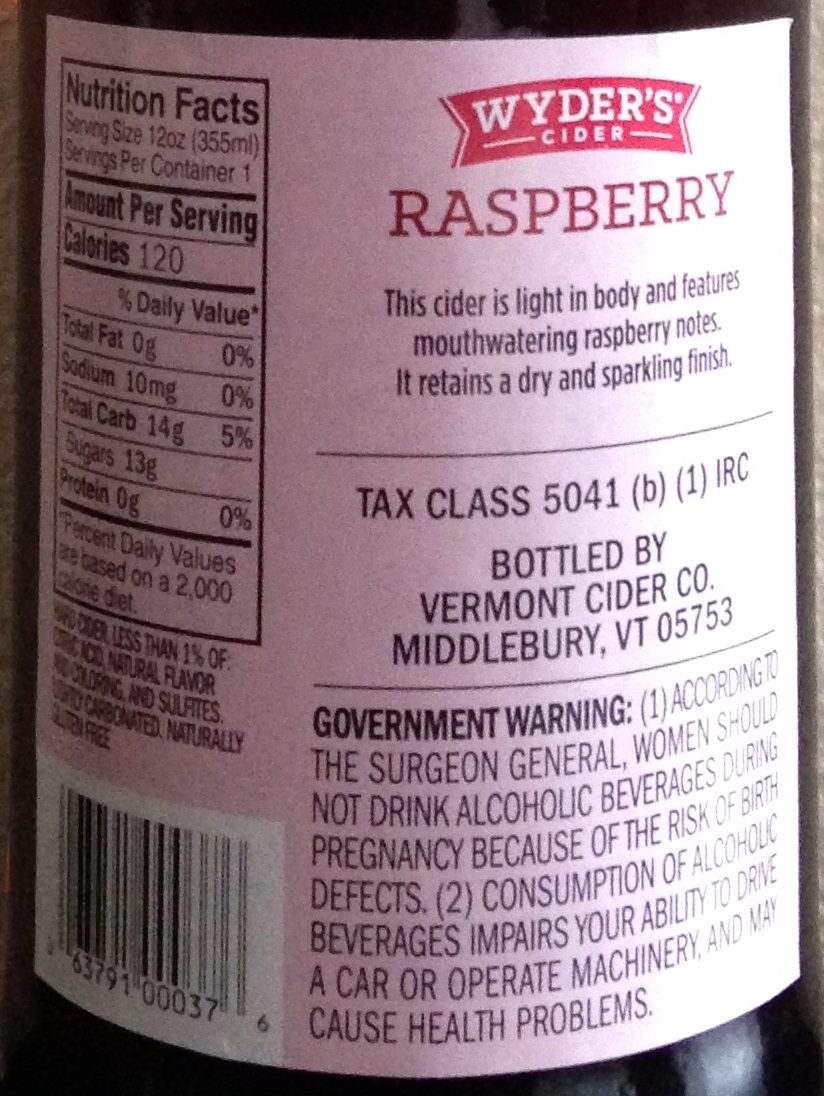 Nutrition Facts
Serving Size 12oz (355ml)
Servings Per Container 1
Amount Per Serving
Calories 120
% Daily Value*
Total Fat 0g 0%
Sodium 10mg 0%
Total Carb 14g 5%
Sugars 13g
Protein 0g 0%
*Percent Daily Values
are based on a 2,000
calorie diet.
HARD CIDER, LESS THAN 1% OF:
CITRIC ACID, NATURAL FLAVOR
AND COLORING, AND SULFITES.
LIGHTLY CARBONATED. NATURALLY
GLUTEN FREE
63791 00037 6
WYDER'S®
CIDER
RASPBERRY
This cider is light in body and features
mouthwatering raspberry notes.
It retains a dry and sparkling finish.
TAX CLASS 5041 (b) (1) IRC
BOTTLED BY
VERMONT CIDER CO.
MIDDLEBURY, VT 05753
GOVERNMENT WARNING: (1) ACCORDING TO
THE SURGEON GENERAL, WOMEN SHOULD
NOT DRINK ALCOHOLIC BEVERAGES DURING
PREGNANCY BECAUSE OF THE RISK OF BIRTH
DEFECTS. (2) CONSUMPTION OF ALCOHOLIC
BEVERAGES IMPAIRS YOUR ABILITY TO DRIVE
A CAR OR OPERATE MACHINERY, AND MAY
CAUSE HEALTH PROBLEMS.